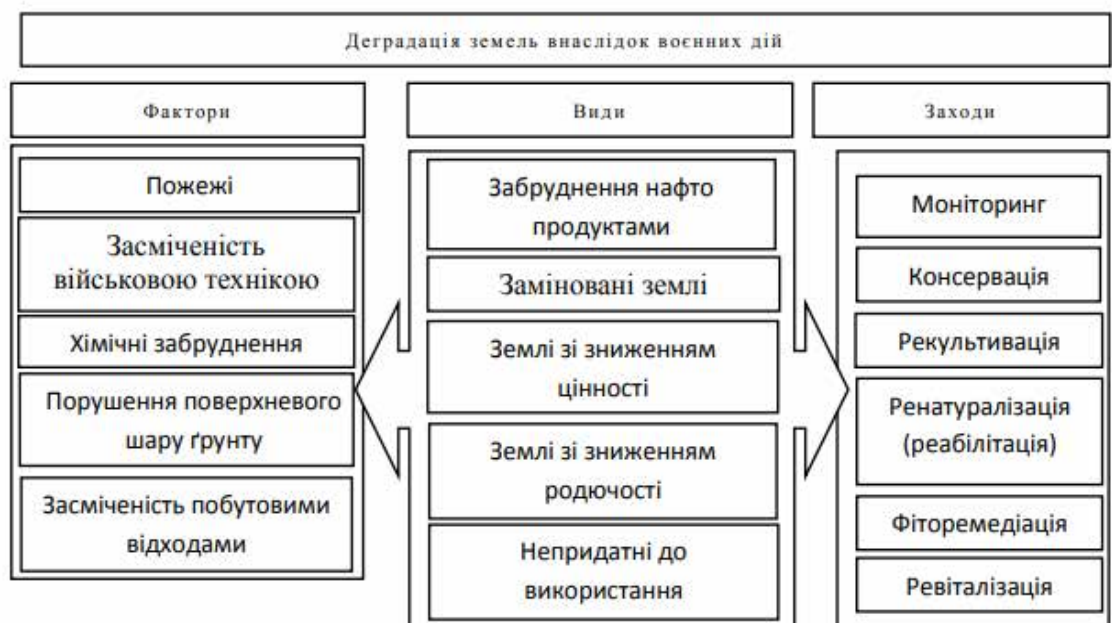 Деградація земель внаслідок воєнних дій
Фактори
Пожежі
Засміченість
військовою технікою
Хімічні забруднення
Порушення поверхневого
шару ґрунту
Засміченість побутовими
відходами
Види
Забруднення нафто
продуктами
Заміновані землі
Землі зі зниженням
цінності
Землі зі зниженням
родючості
Непридатні до
використання
Заходи
Моніторинг
Консервація
Рекультивація
Ренатуралізація
(реабілітація)
Фіторемедіація
Ревіталізація